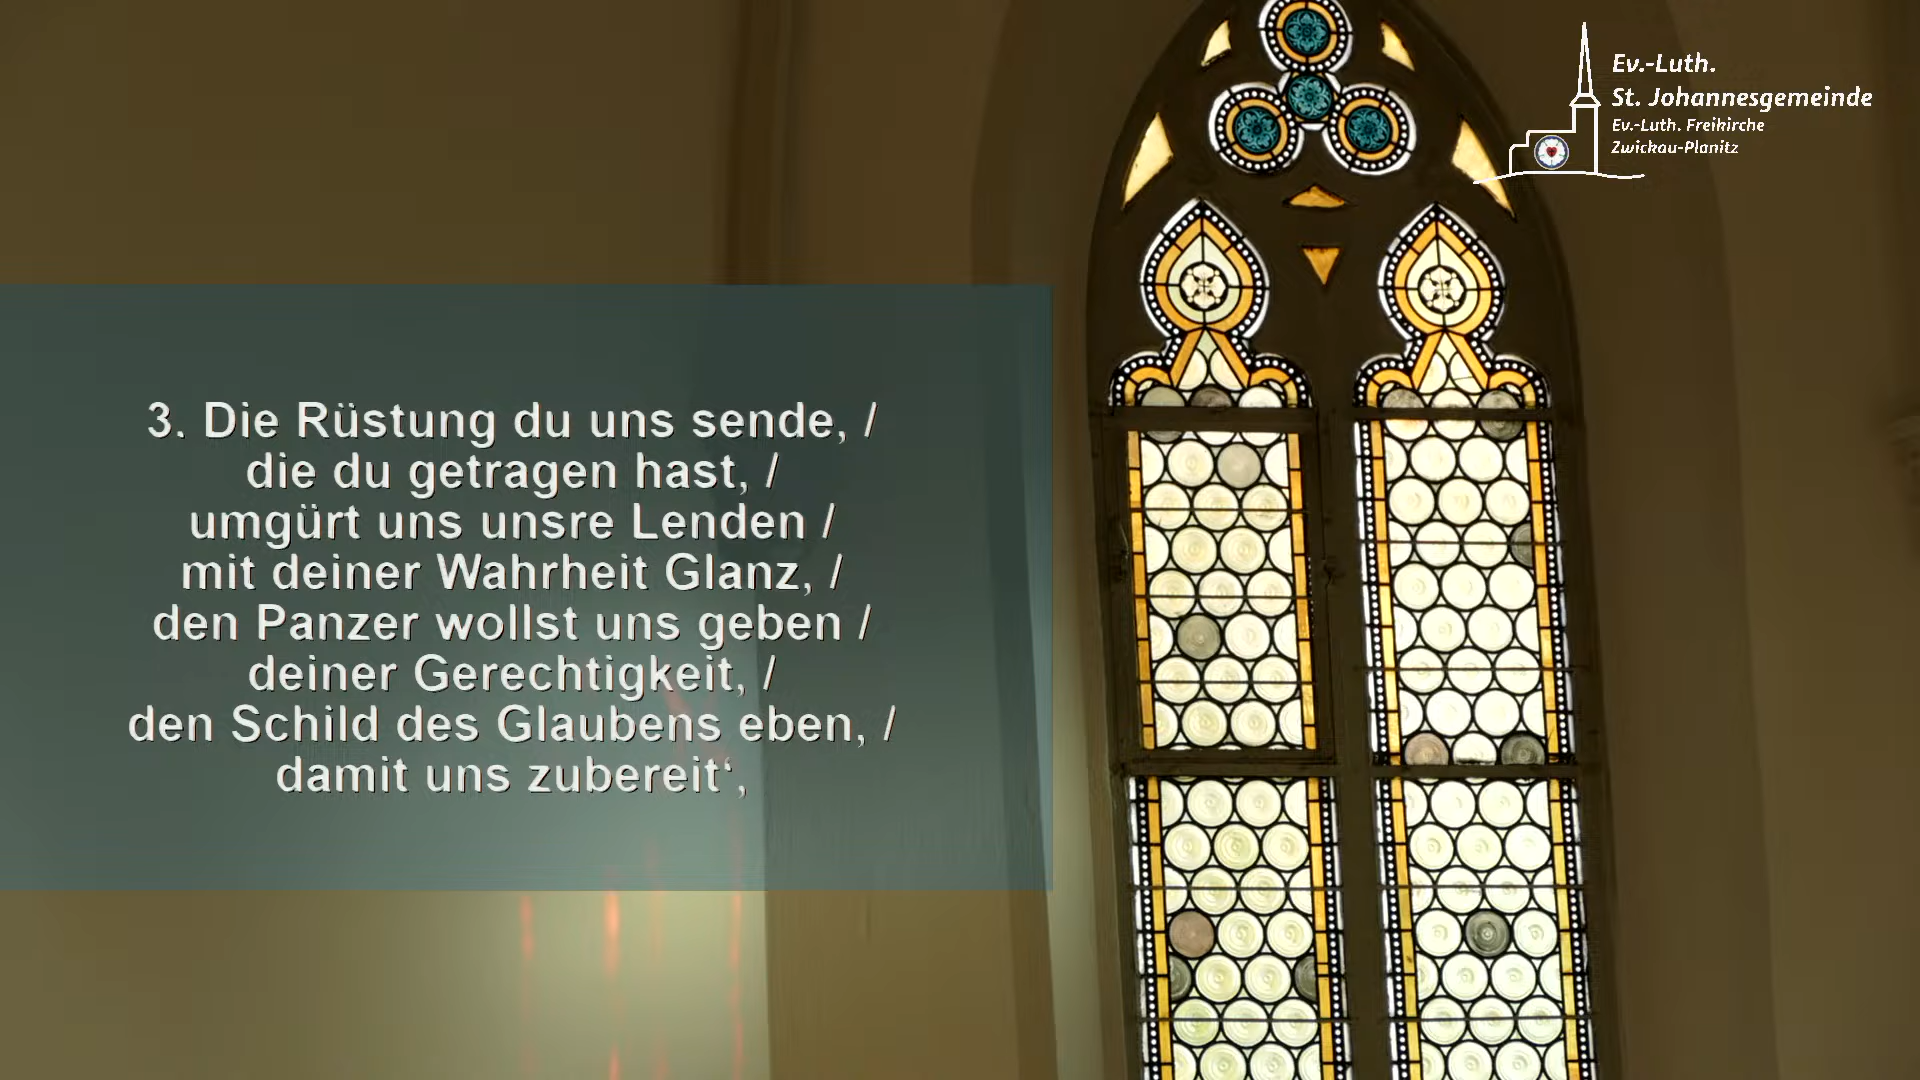 Ev.-Luth.
St. Johannesgemeinde
Ev.-Luth. Freikirche
Zwickau-Planitz
3. Die Rüstung du uns sende, /
die du getragen hast, /
umgürt uns unsre Lenden /
mit deiner Wahrheit Glanz, /
den Panzer wollst uns geben /
deiner Gerechtigkeit, /
den Schild des Glaubens eben, /
damit uns zubereit‘,